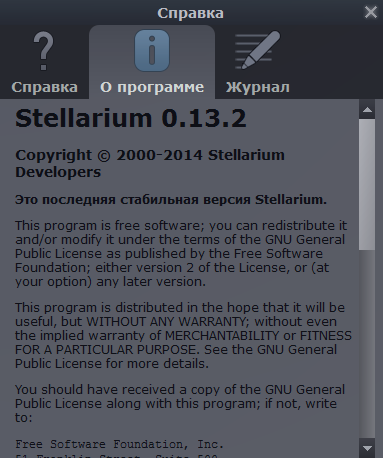 Справка
Справка О программе Журнал
Stellarium 0.13.2
Copyright © 2000-2014 Stellarium
Developers
Это последняя стабильная версия Stellarium.
This program is free software; you can redistribute it
and/or modify it under the terms of the GNU General
Public License as published by the Free Software
Foundation; either version 2 of the License, or (at
your option) any later version.
This program is distributed in the hope that it will be
useful, but WITHOUT ANY WARRANTY; without even
the implied warranty of MERCHANTABILITY or FITNESS
FOR A PARTICULAR PURPOSE. See the GNU General
Public License for more details.
You should have received a copy of the GNU General
Public License along with this program; if not, write
to:
Free Software Foundation, Inc.
51 Franklin Street, Suite 500